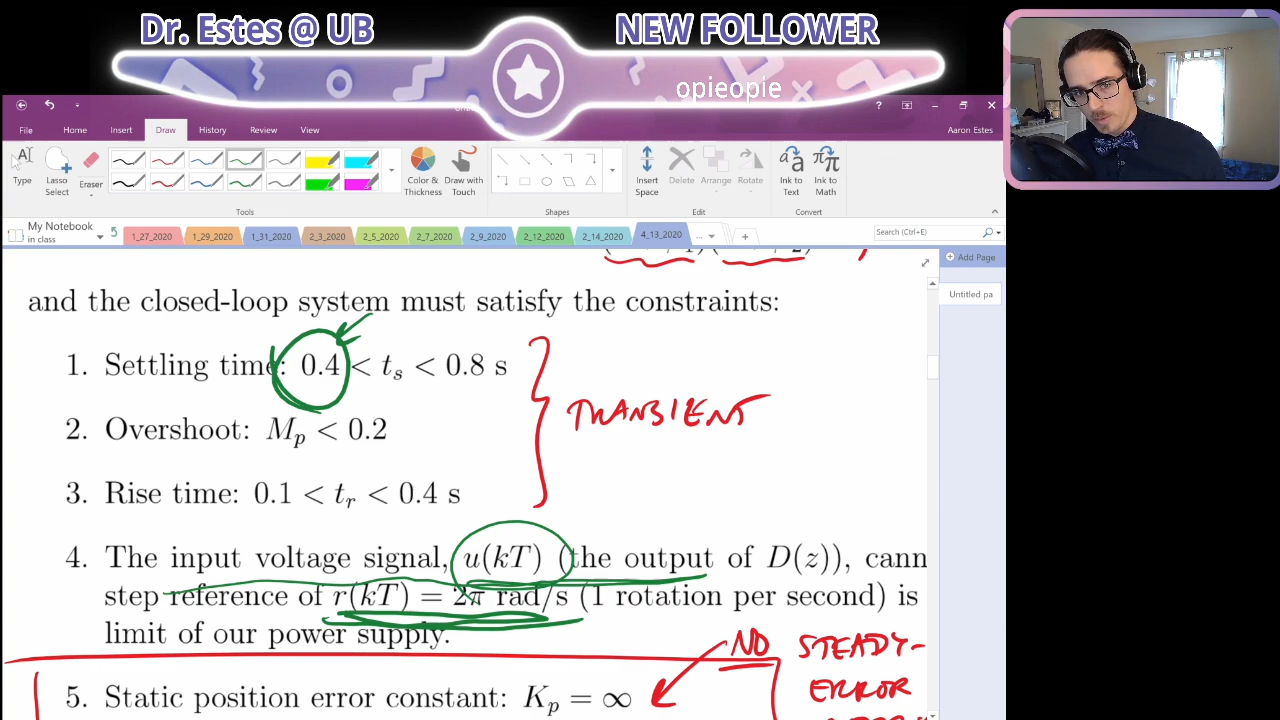 Dr. Estes @ UB
NEW FOLLOWER
opieopie
File Home Insert Draw History Review View
Aaron Estes
Type
Lasso Select
Eraser
Color & Thickness
Draw with Touch
Insert Space
Delete
Arrange
Rotate
Ink to Text
Ink to Math
Tools
Shapes
Edit
Convert
My Notebook
in class
1_27_2020 1_29_2020 1_31_2020 2_3_2020 2_5_2020 2_7_2020 2_9_2020 2_12_2020 2_14_2020 4_13_2020 ...
Search (Ctrl+E)
Add Page
Untitled pa
and the closed-loop system must satisfy the constraints:
1. Settling time: 0.4 < tₛ < 0.8 s
TRANSIENT
2. Overshoot: Mₚ < 0.2
3. Rise time: 0.1 < tᵣ < 0.4 s
4. The input voltage signal, u(kT) (the output of D(z)), cann
step reference of r(kT) = 2π rad/s (1 rotation per second) is
limit of our power supply.
NO STEADY-
ERROR
5. Static position error constant: Kₚ = ∞